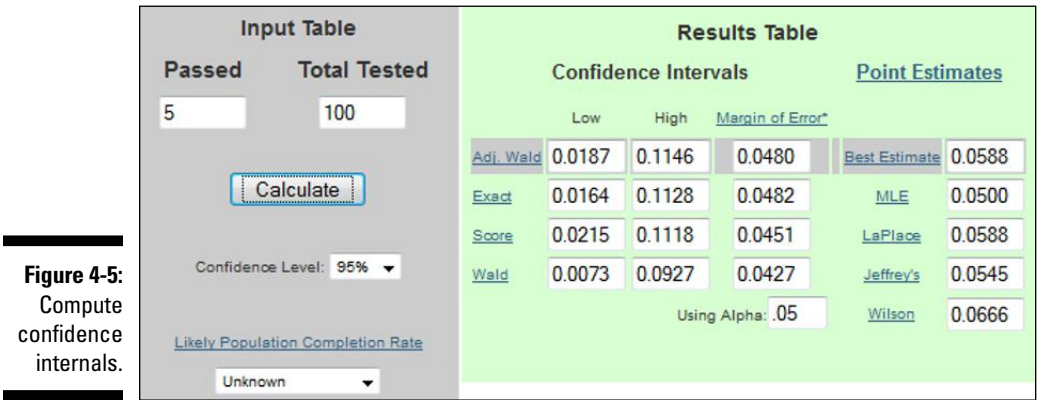 Input Table
Passed Total Tested
5 100
Calculate
Confidence Level: 95%
Likely Population Completion Rate
Unknown
Results Table
Confidence Intervals Point Estimates
Low High Margin of Error*
Adj. Wald 0.0187 0.1146 0.0480 Best Estimate 0.0588
Exact 0.0164 0.1128 0.0482 MLE 0.0500
Score 0.0215 0.1118 0.0451 LaPlace 0.0588
Wald 0.0073 0.0927 0.0427 Jeffrey's 0.0545
Using Alpha: .05 Wilson 0.0666
Figure 4-5:
Compute
confidence
internals.